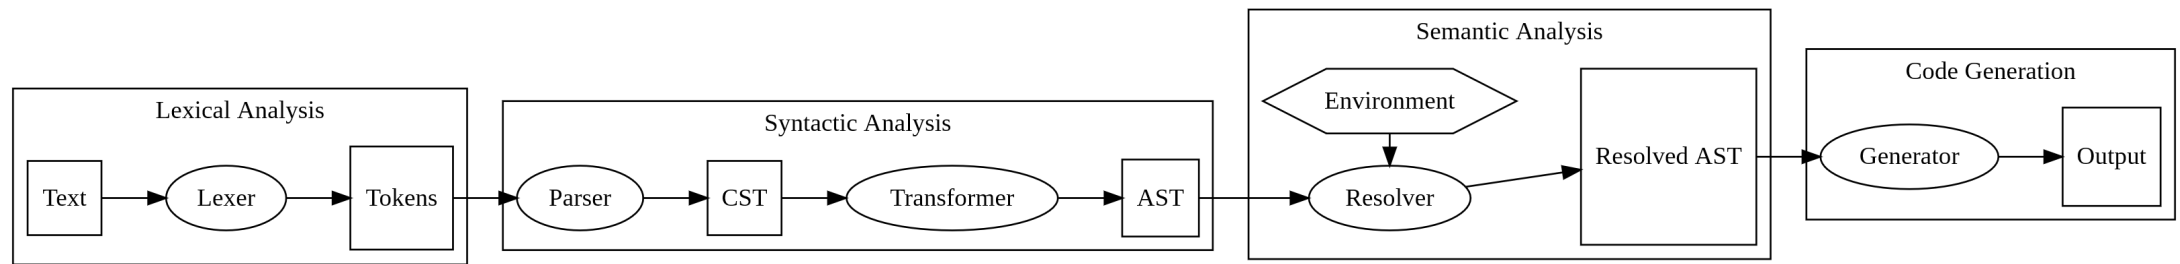 Lexical Analysis
Text
Lexer
Tokens
Syntactic Analysis
Parser
CST
Transformer
AST
Semantic Analysis
Environment
Resolver
Resolved AST
Code Generation
Generator
Output